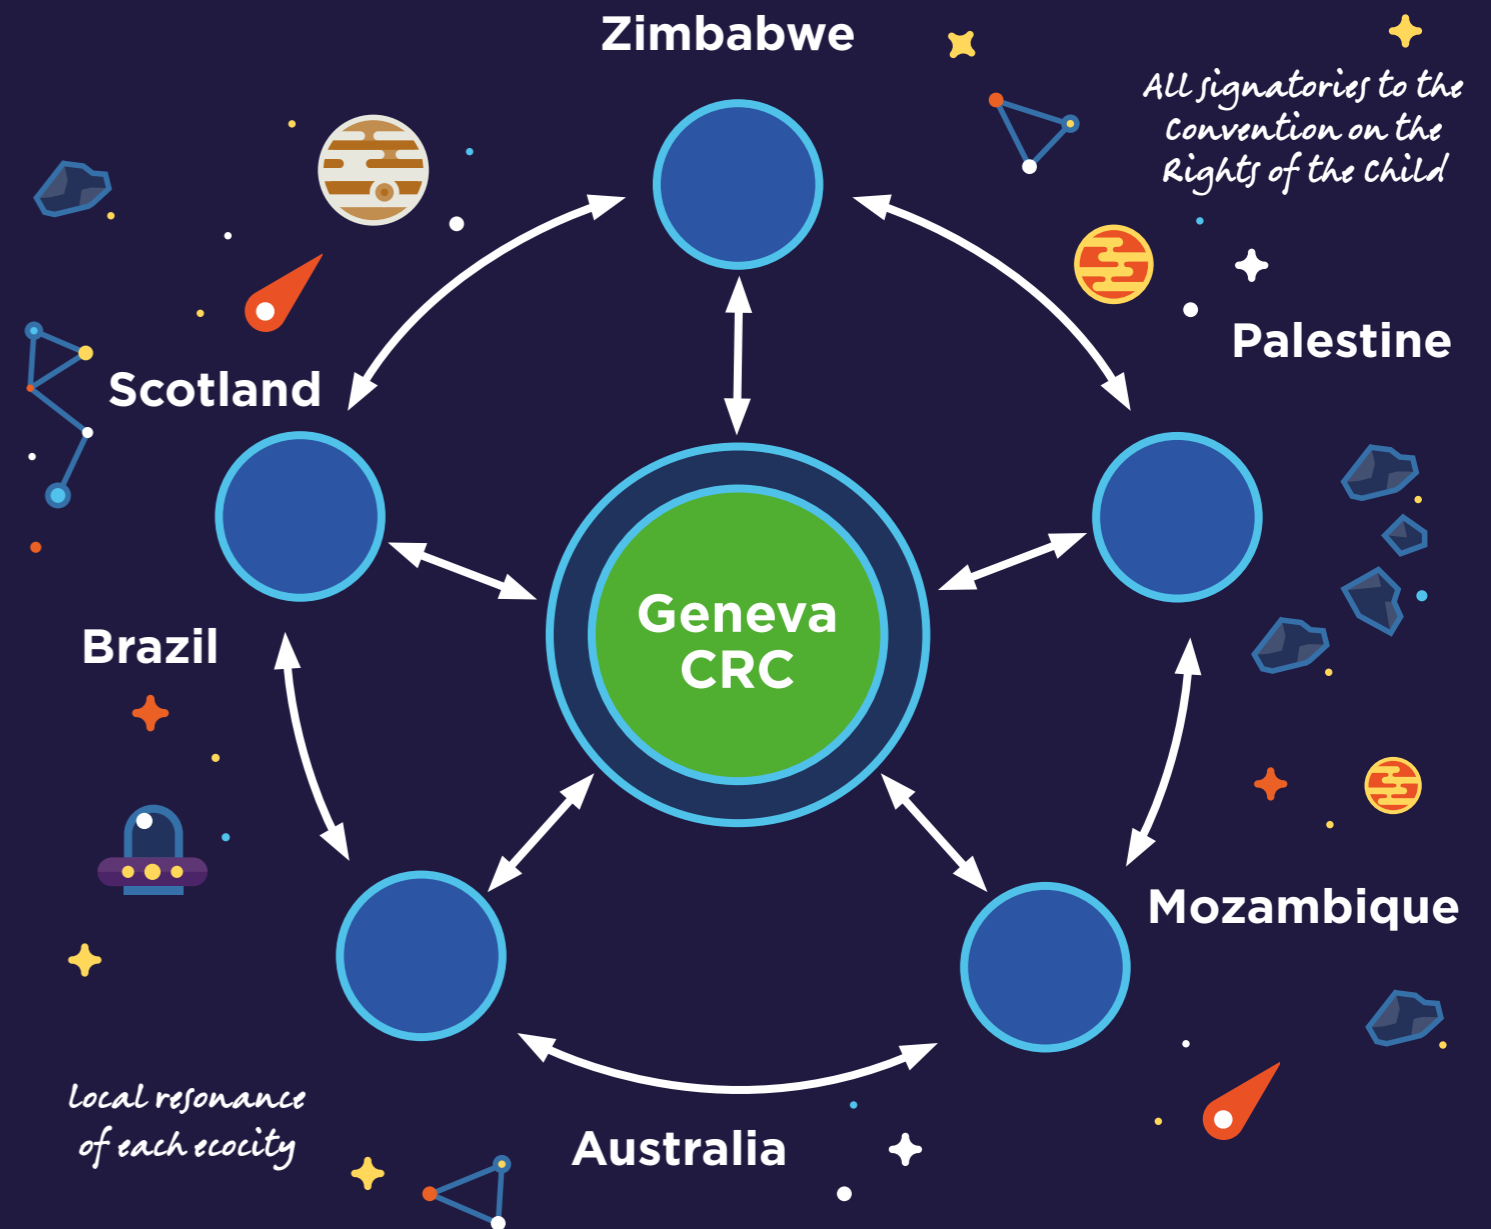 Zimbabwe
All signatories to the
Convention on the
Rights of the Child
Palestine
Scotland
Geneva
CRC
Brazil
Mozambique
Local resonance
of each ecocity
Australia